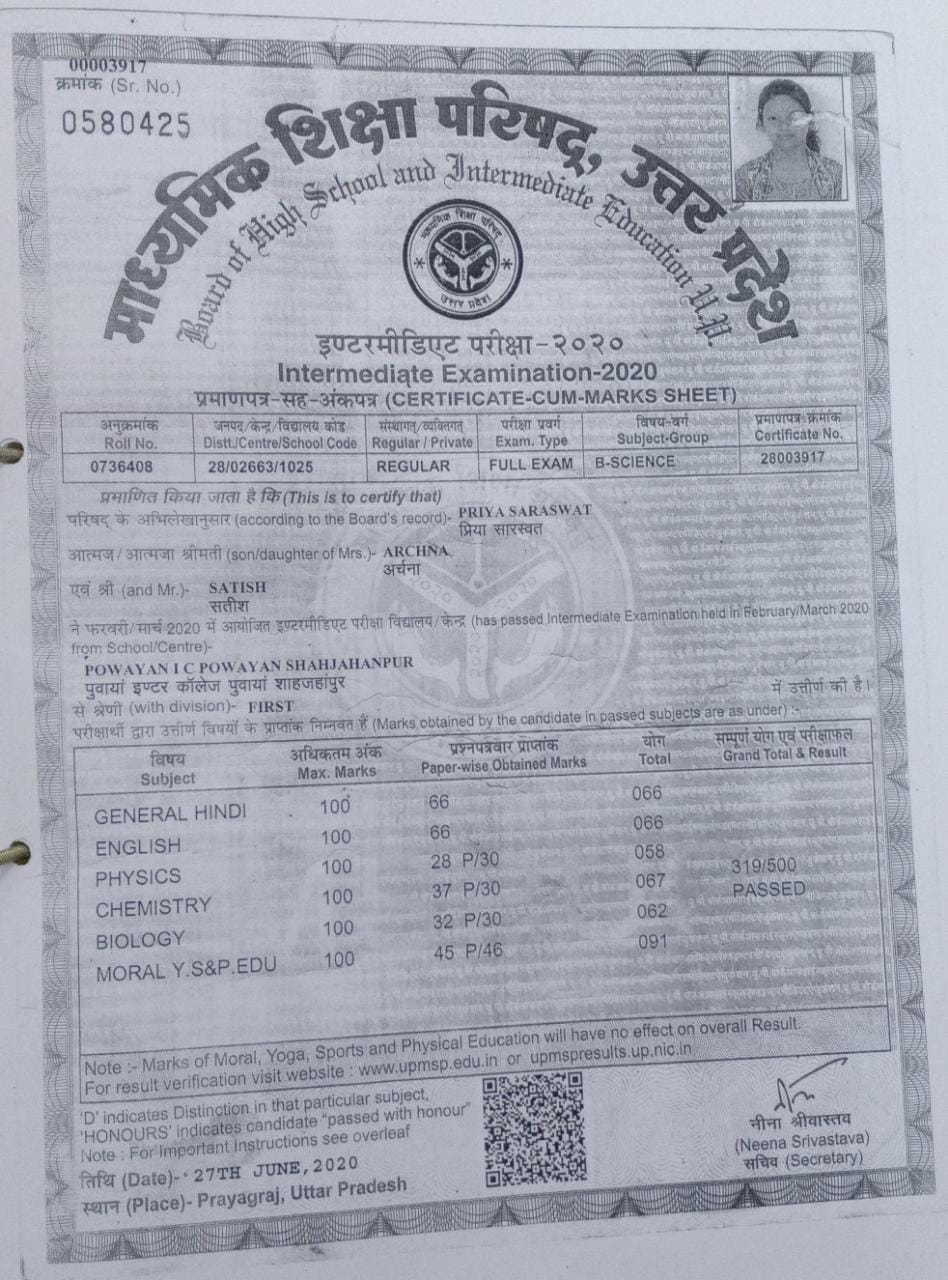 00003917
क्रमांक (Sr. No.)
0580425
माध्यमिक शिक्षा परिषद्, उत्तर प्रदेश
Board of High School and Intermediate Education U.P.
माध्यमिक शिक्षा परिषद्
उत्तर प्रदेश
इण्टरमीडिएट परीक्षा-२०२०
Intermediate Examination-2020
प्रमाणपत्र-सह-अंकपत्र (CERTIFICATE-CUM-MARKS SHEET)
अनुक्रमांक जनपद/केन्द्र/विद्यालय कोड संस्थागत/व्यक्तिगत परीक्षा प्रवर्ग विषय-वर्ग प्रमाणपत्र क्रमांक
Roll No. Distt./Centre/School Code Regular / Private Exam. Type Subject-Group Certificate No.
0736408 28/02663/1025 REGULAR FULL EXAM B-SCIENCE 28003917
प्रमाणित किया जाता है कि (This is to certify that)
परिषद के अभिलेखानुसार (according to the Board's record)- PRIYA SARASWAT
प्रिया सारस्वत
आत्मज/आत्मजा श्रीमती (son/daughter of Mrs.)- ARCHNA
अर्चना
एवं श्री (and Mr.)- SATISH
सतीश
ने फरवरी/मार्च 2020 में आयोजित इण्टरमीडिएट परीक्षा विद्यालय/केन्द्र (has passed Intermediate Examination held in February/March 2020
from School/Centre)-
POWAYAN I C POWAYAN SHAHJAHANPUR
पुवायां इण्टर कॉलेज पुवायां शाहजहांपुर
से श्रेणी (with division)- FIRST में उत्तीर्ण की है।
परीक्षार्थी द्वारा उत्तीर्ण विषयों के प्राप्तांक निम्नवत हैं (Marks obtained by the candidate in passed subjects are as under) :-
विषय अधिकतम अंक प्रश्नपत्रवार प्राप्तांक योग सम्पूर्ण योग एवं परीक्षाफल
Subject Max. Marks Paper-wise Obtained Marks Total Grand Total & Result
GENERAL HINDI 100 66 066
ENGLISH 100 66 066
PHYSICS 100 28 P/30 058 319/500
CHEMISTRY 100 37 P/30 067 PASSED
BIOLOGY 100 32 P/30 062
MORAL Y.S&P.EDU 100 45 P/46 091
Note :- Marks of Moral, Yoga, Sports and Physical Education will have no effect on overall Result.
For result verification visit website : www.upmsp.edu.in or upmspresults.up.nic.in
'D' indicates Distinction in that particular subject,
'HONOURS' indicates candidate "passed with honour"
Note : For Important Instructions see overleaf
तिथि (Date)- 27TH JUNE, 2020
स्थान (Place)- Prayagraj, Uttar Pradesh
नीना श्रीवास्तव
(Neena Srivastava)
सचिव (Secretary)